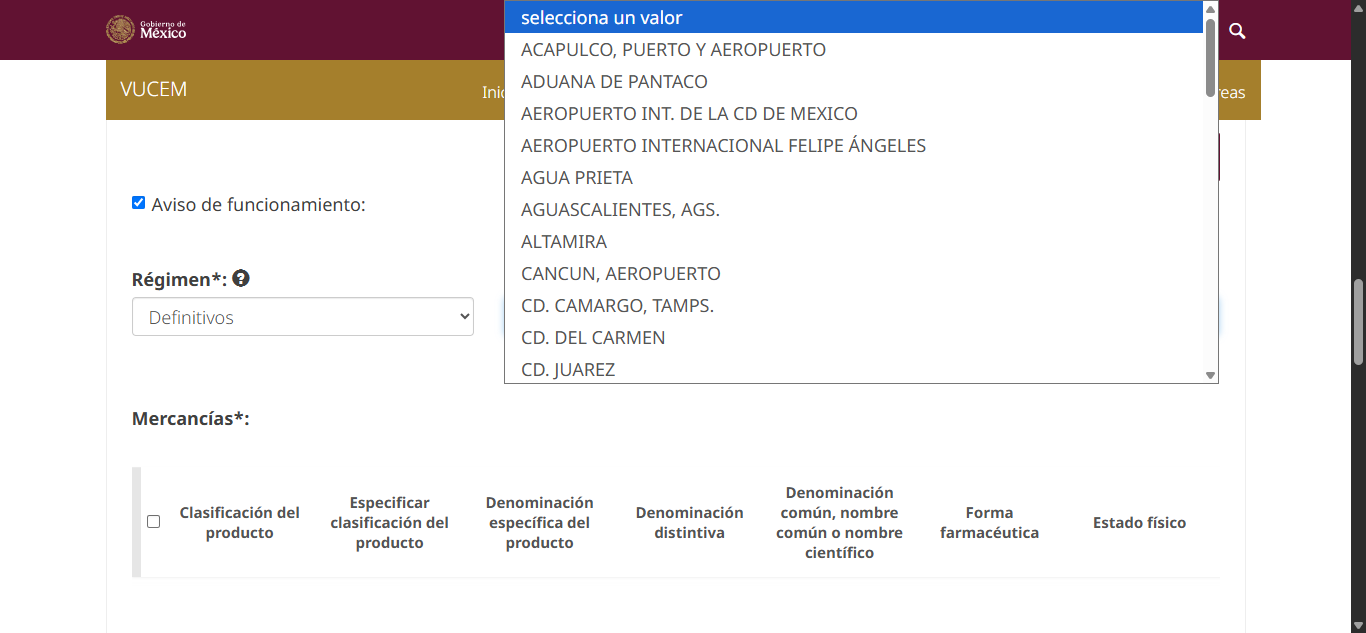 Gobierno de
México
VUCEM
selecciona un valor
ACAPULCO, PUERTO Y AEROPUERTO
ADUANA DE PANTACO
AEROPUERTO INT. DE LA CD DE MEXICO
AEROPUERTO INTERNACIONAL FELIPE ÁNGELES
AGUA PRIETA
AGUASCALIENTES, AGS.
ALTAMIRA
CANCUN, AEROPUERTO
CD. CAMARGO, TAMPS.
CD. DEL CARMEN
CD. JUAREZ
Aviso de funcionamiento:
Régimen*:
Definitivos
Mercancías*:
Clasificación del
producto
Especificar
clasificación del
producto
Denominación
específica del
producto
Denominación
distintiva
Denominación
común, nombre
común o nombre
científico
Forma
farmacéutica
Estado físico